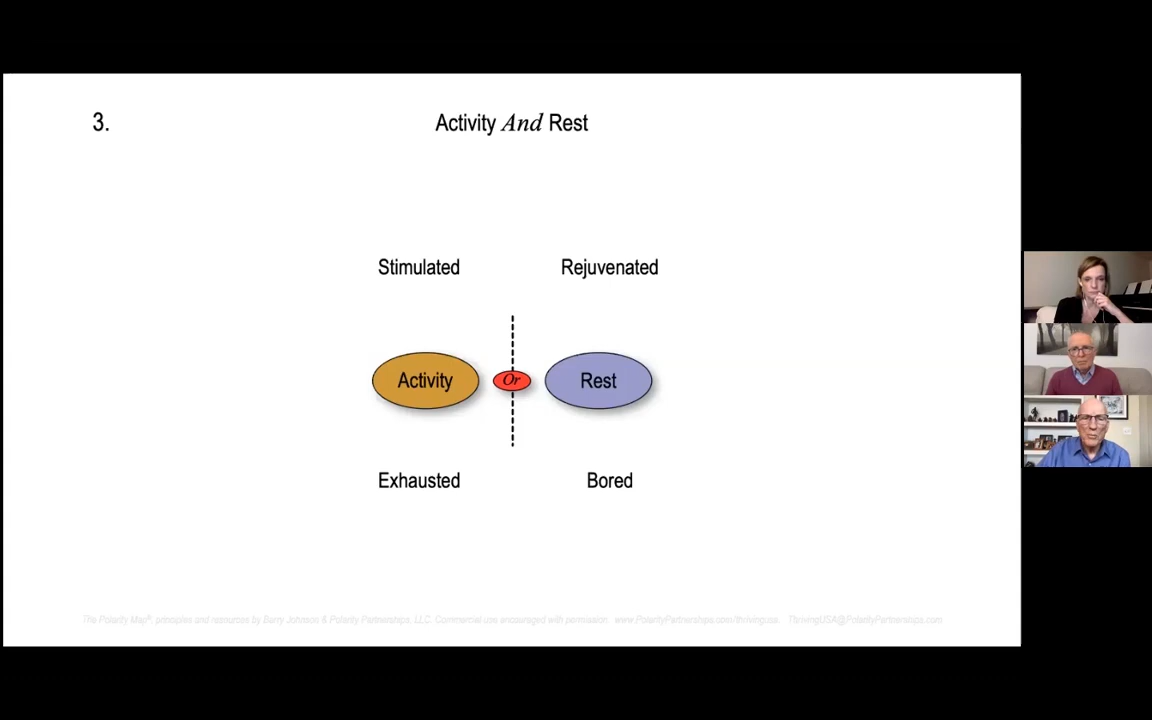 3.
Activity And Rest
Stimulated
Rejuvenated
Activity
Or
Rest
Exhausted
Bored
The Polarity Map®, principles and resources by Barry Johnson & Polarity Partnerships, LLC. Commercial use encouraged with permission. www.PolarityPartnerships.com/thrivingusa ThrivingUSA@PolarityPartnerships.com